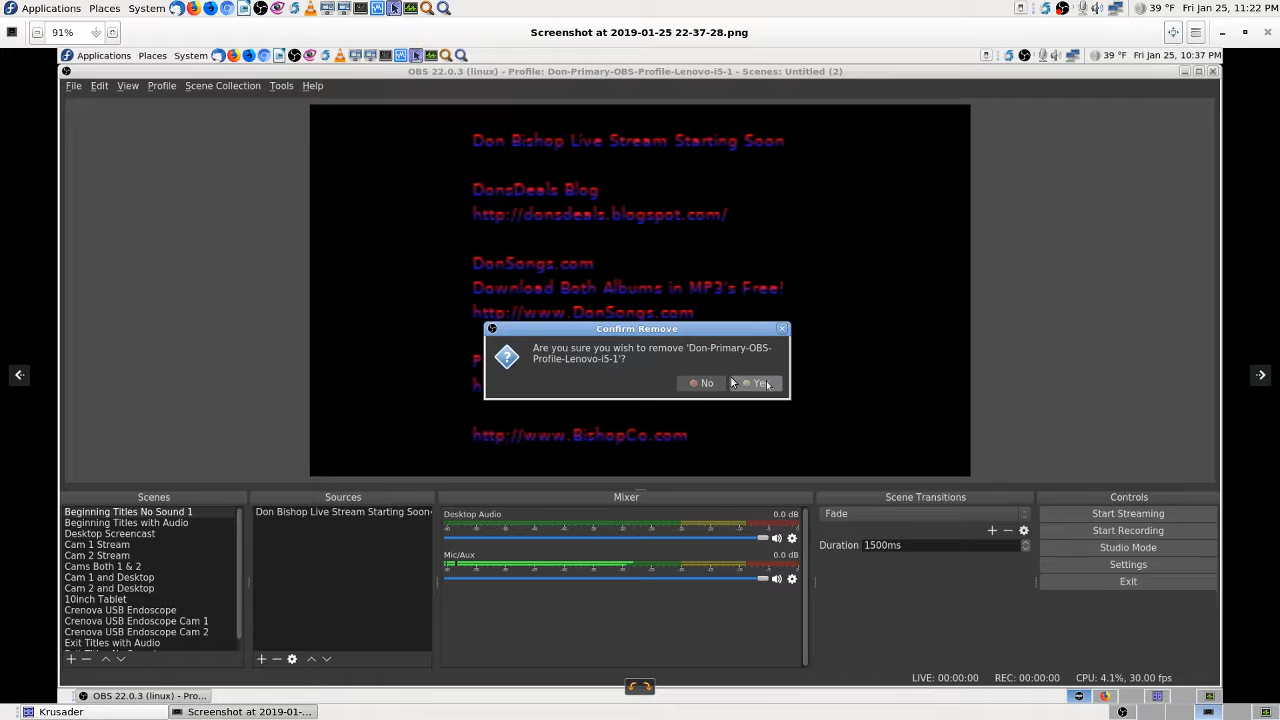 Applications Places System 39 °F Fri Jan 25, 11:22 PM
91% Screenshot at 2019-01-25 22-37-28.png
Applications Places System 39 °F Fri Jan 25, 10:37 PM
OBS 22.0.3 (linux) - Profile: Don-Primary-OBS-Profile-Lenovo-i5-1 - Scenes: Untitled (2)
File Edit View Profile Scene Collection Tools Help
Don Bishop Live Stream Starting Soon
DonsDeals Blog
http://donsdeals.blogspot.com/
DonSongs.com
Download Both Albums in MP3's Free!
http://www.DonSongs.com
Confirm Remove
Are you sure you wish to remove 'Don-Primary-OBS-
Profile-Lenovo-i5-1'?
No Yes
http://www.BishopCo.com
Scenes
Beginning Titles No Sound 1
Beginning Titles with Audio
Desktop Screencast
Cam 1 Stream
Cam 2 Stream
Cams Both 1 & 2
Cam 1 and Desktop
Cam 2 and Desktop
10inch Tablet
Crenova USB Endoscope
Crenova USB Endoscope Cam 1
Crenova USB Endoscope Cam 2
Exit Titles with Audio
Sources
Don Bishop Live Stream Starting Soon
Mixer
Desktop Audio 0.0 dB
Mic/Aux 0.0 dB
Scene Transitions
Fade
Duration 1500ms
Controls
Start Streaming
Start Recording
Studio Mode
Settings
Exit
LIVE: 00:00:00 REC: 00:00:00 CPU: 4.1%, 30.00 fps
OBS 22.0.3 (linux) - Pro...
Krusader Screenshot at 2019-01-...